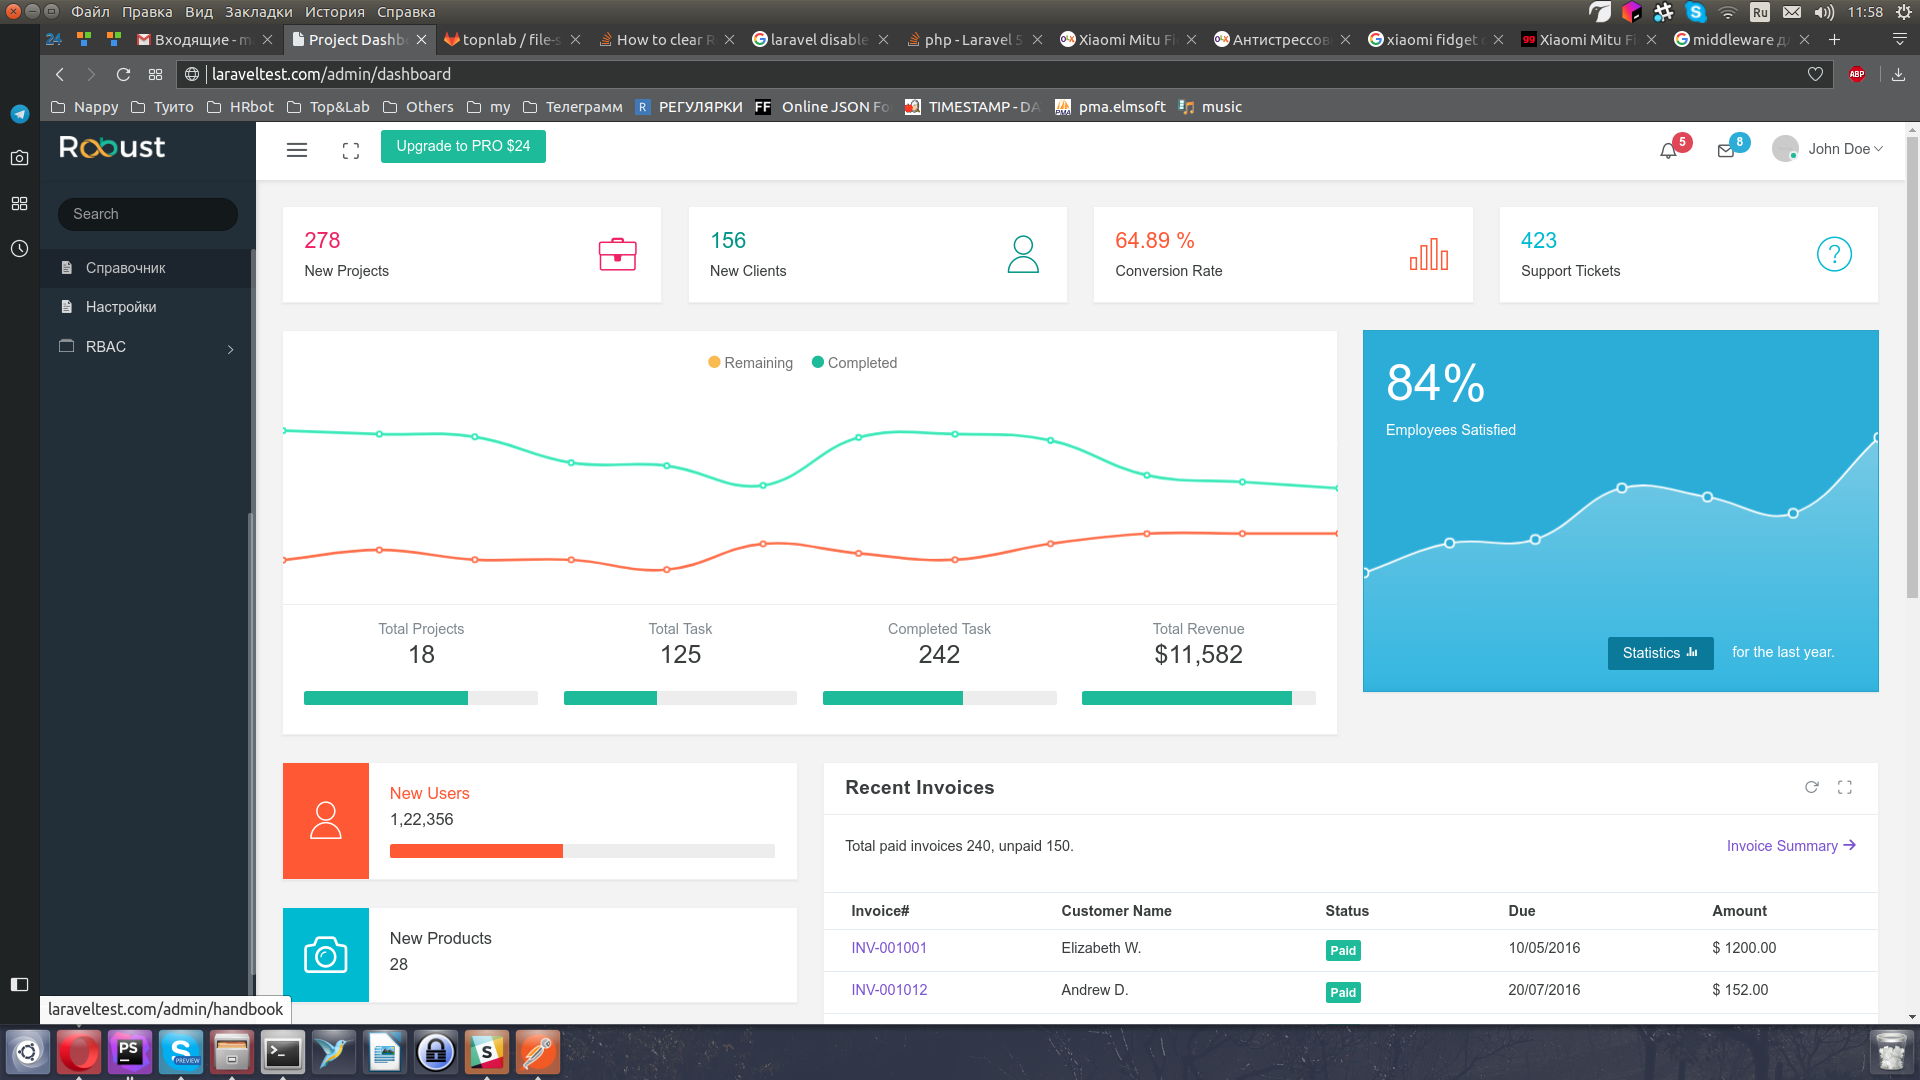 Файл Правка Вид Закладки История Справка
Ru 11:58
24 Входящие - m Project Dashb topnlab / file-s How to clear R laravel disable php - Laravel 5 Xiaomi Mitu Fi Антистрессов xiaomi fidget Xiaomi Mitu Fi middleware д
laraveltest.com/admin/dashboard ABP
Nappy Туито HRbot Top&Lab Others my Телеграмм R РЕГУЛЯРКИ FF Online JSON Fo TIMESTAMP - DA pma.elmsoft music
Robust
Upgrade to PRO $24
5
8
John Doe
Search
Справочник
Настройки
RBAC
278
New Projects
156
New Clients
64.89 %
Conversion Rate
423
Support Tickets
Remaining Completed
84%
Employees Satisfied
Statistics for the last year.
Total Projects
18
Total Task
125
Completed Task
242
Total Revenue
$11,582
New Users
1,22,356
New Products
28
Recent Invoices
Total paid invoices 240, unpaid 150.
Invoice Summary
Invoice# Customer Name Status Due Amount
INV-001001 Elizabeth W. Paid 10/05/2016 $ 1200.00
INV-001012 Andrew D. Paid 20/07/2016 $ 152.00
laraveltest.com/admin/handbook
PS
S PREVIEW
S